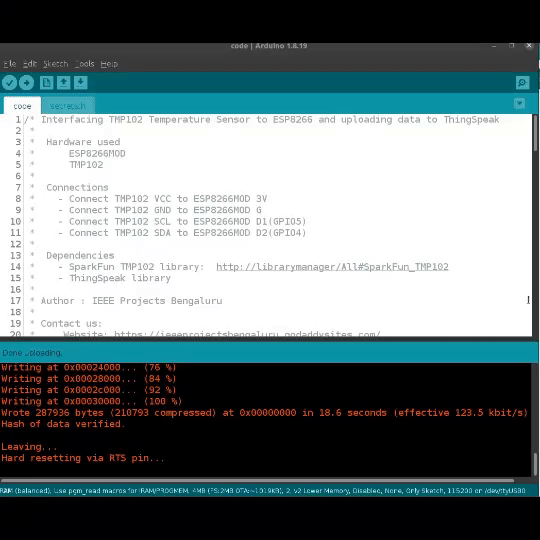 code | Arduino 1.8.19
File Edit Sketch Tools Help
code secrets.h
1 /* Interfacing TMP102 Temperature Sensor to ESP8266 and uploading data to ThingSpeak
2 *
3 * Hardware used
4 * ESP8266MOD
5 * TMP102
6 *
7 * Connections
8 * - Connect TMP102 VCC to ESP8266MOD 3V
9 * - Connect TMP102 GND to ESP8266MOD G
10 * - Connect TMP102 SCL to ESP8266MOD D1(GPIO5)
11 * - Connect TMP102 SDA to ESP8266MOD D2(GPIO4)
12 *
13 * Dependencies
14 * - SparkFun TMP102 library: http://librarymanager/All#SparkFun_TMP102
15 * - ThingSpeak library
16 *
17 * Author : IEEE Projects Bengaluru
18 *
19 * Contact us:
20 * Website: https://ieeeprojectsbengaluru.godaddysites.com/
Done uploading.
Writing at 0x00024000... (76 %)
Writing at 0x00028000... (84 %)
Writing at 0x0002c000... (92 %)
Writing at 0x00030000... (100 %)
Wrote 287936 bytes (210793 compressed) at 0x00000000 in 18.6 seconds (effective 123.5 kbit/s)
Hash of data verified.
Leaving...
Hard resetting via RTS pin...
(balanced), Use pgm_read macros for IRAM/PROGMEM, 4MB (FS:2MB OTA:~1019KB), 2, v2 Lower Memory, Disabled, None, Only Sketch, 115200 on /dev/ttyUSB0